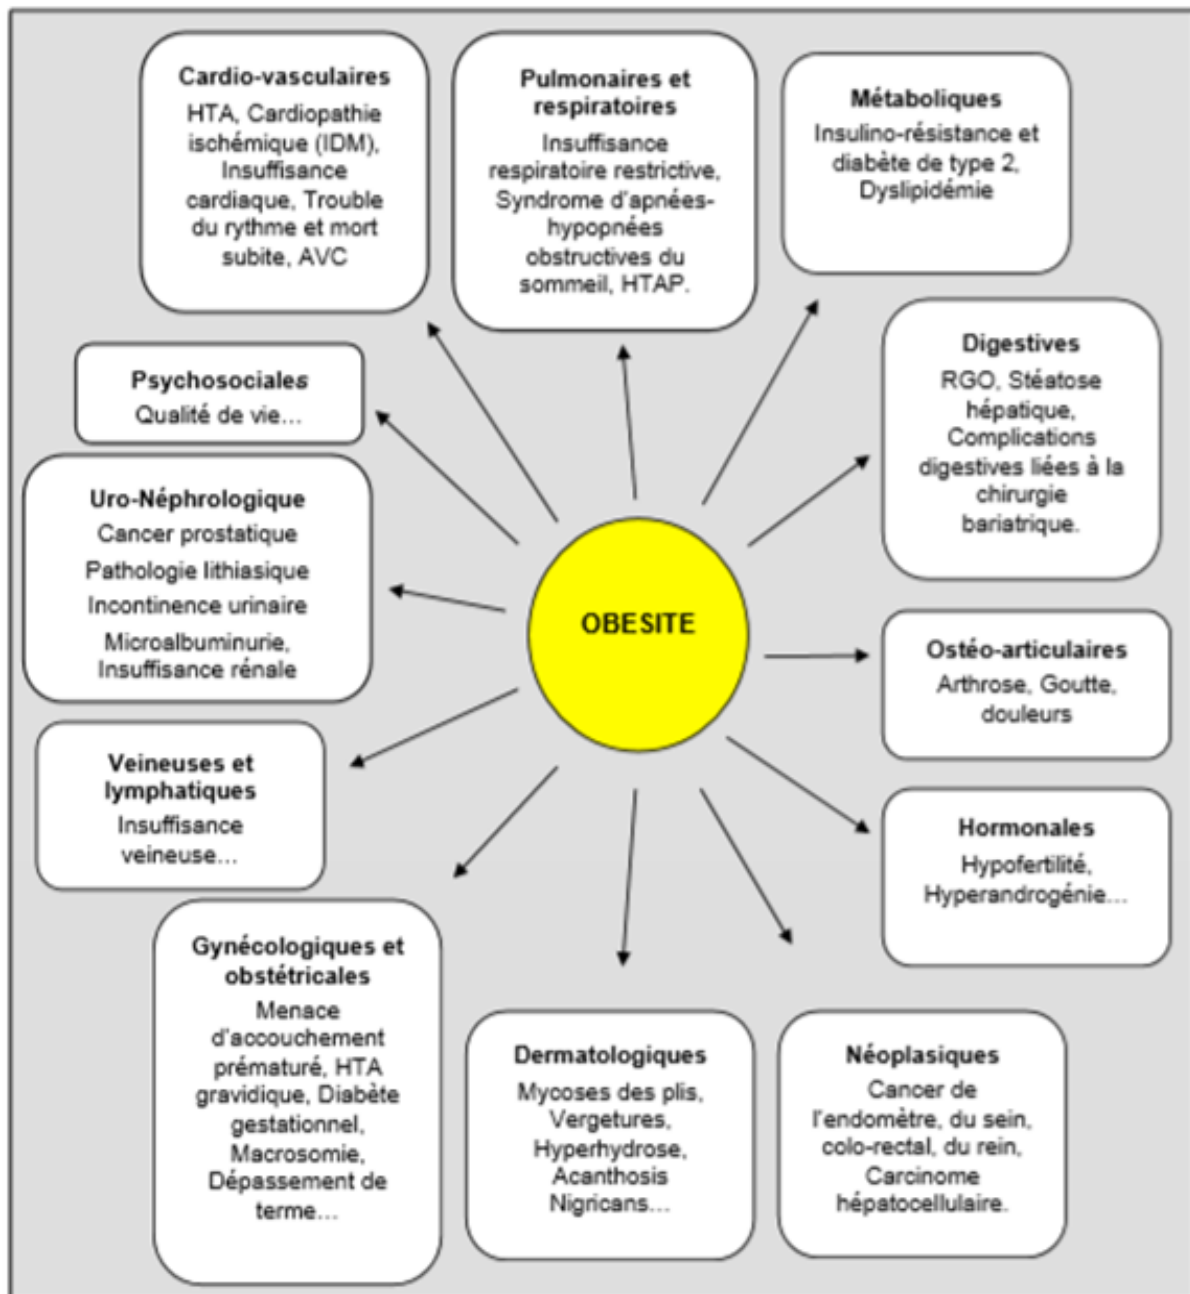 Cardio-vasculaires
HTA, Cardiopathie
ischémique (IDM),
Insuffisance
cardiaque, Trouble
du rythme et mort
subite, AVC
Pulmonaires et
respiratoires
Insuffisance
respiratoire restrictive,
Syndrome d'apnées-
hypopnées
obstructives du
sommeil, HTAP.
Métaboliques
Insulino-résistance et
diabète de type 2,
Dyslipidémie
Psychosociales
Qualité de vie...
Digestives
RGO, Stéatose
hépatique,
Complications
digestives liées à la
chirurgie
bariatrique.
Uro-Néphrologique
Cancer prostatique
Pathologie lithiasique
Incontinence urinaire
Microalbuminurie,
Insuffisance rénale
OBESITE
Ostéo-articulaires
Arthrose, Goutte,
douleurs
Veineuses et
lymphatiques
Insuffisance
veineuse...
Hormonales
Hypofertilité,
Hyperandrogénie...
Gynécologiques et
obstétricales
Menace
d'accouchement
prématuré, HTA
gravidique, Diabète
gestationnel,
Macrosomie,
Dépassement de
terme...
Dermatologiques
Mycoses des plis,
Vergetures,
Hyperhydrose,
Acanthosis
Nigricans...
Néoplasiques
Cancer de
l'endomètre, du sein,
colo-rectal, du rein,
Carcinome
hépatocellulaire.